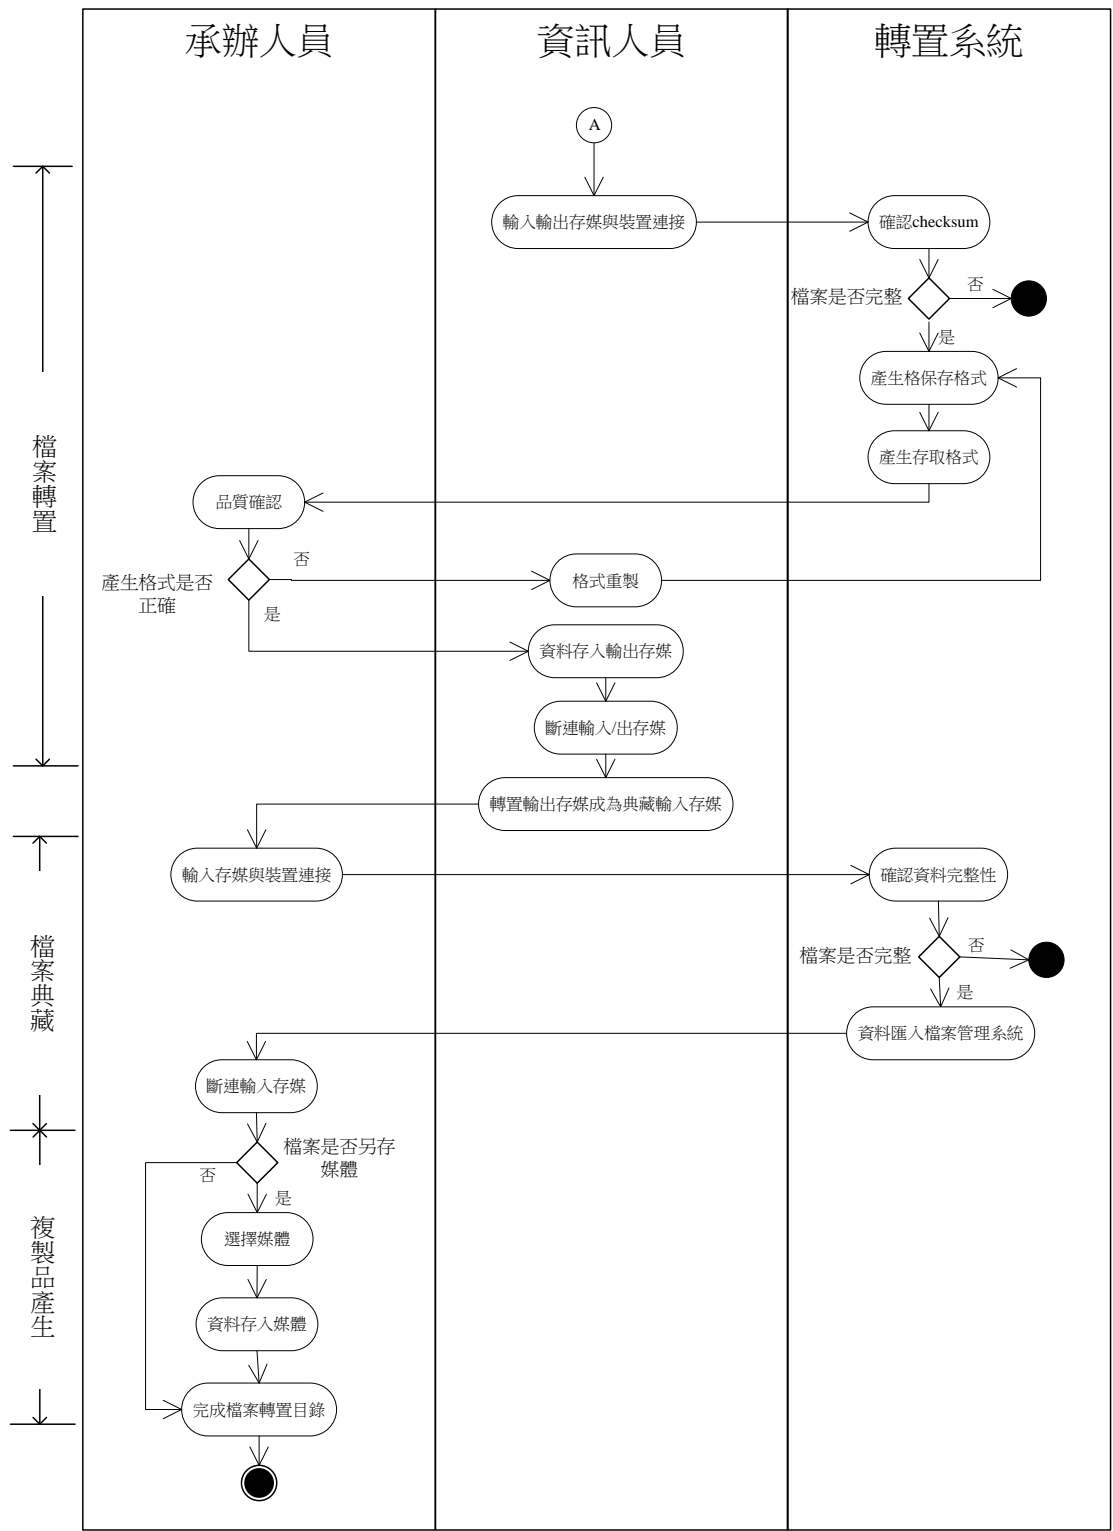 承辦人員
資訊人員
轉置系統
A
輸入輸出存媒與裝置連接
確認checksum
檔案是否完整
否
是
產生格保存格式
產生存取格式
檔案轉置
品質確認
產生格式是否
正確
否
是
格式重製
資料存入輸出存媒
斷連輸入/出存媒
轉置輸出存媒成為典藏輸入存媒
檔案典藏
輸入存媒與裝置連接
確認資料完整性
檔案是否完整
否
是
資料匯入檔案管理系統
斷連輸入存媒
複製品產生
檔案是否另存
媒體
否
是
選擇媒體
資料存入媒體
完成檔案轉置目錄